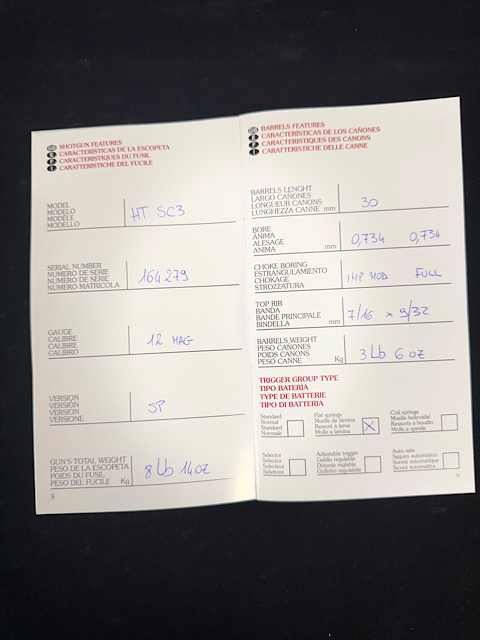 GB SHOTGUN FEATURES
E CARACTERÍSTICAS DE LA ESCOPETA
F CARACTERISTIQUES DU FUSIL
I CARATTERISTICHE DEL FUCILE
MODEL
MODELO
MODÈLE
MODELLO
HT SC3
SERIAL NUMBER
NUMERO DE SERIE
NUMERO DE SERIE
NUMERO MATRICOLA
164279
GAUGE
CALIBRE
CALIBRE
CALIBRO
12 MAG
VERSION
VERSIÓN
VERSION
VERSIONE
SP
GUN'S TOTAL WEIGHT
PESO DE LA ESCOPETA
POIDS DU FUSIL
PESO DEL FUCILE Kg
8 Lb 14 oz
8
GB BARRELS FEATURES
E CARACTERÍSTICAS DE LOS CAÑONES
F CARACTERISTIQUES DES CANONS
I CARATTERISTICHE DELLE CANNE
BARRELS LENGHT
LARGO CAÑONES
LONGUEUR CANONS
LUNGHEZZA CANNE mm
30
BORE
ANIMA
ALESAGE
ANIMA mm
0,734 0,734
CHOKE BORING
ESTRANGULAMIENTO
CHOKAGE
STROZZATURA
IMP MOD FULL
TOP RIB
BANDA
BANDE PRINCIPALE
BINDELLA mm
7/16 x 9/32
BARRELS WEIGHT
PESO CAÑONES
POIDS CANONS
PESO CANNE Kg
3 Lb 6 oz
TRIGGER GROUP TYPE
TIPO BATERÍA
TYPE DE BATTERIE
TIPO DI BATTERIA
Standard
Normal
Standard
Normale
Flat springs
Muelle de lamina
Ressort à lame
Molle a lamina
X
Coil springs
Muelle helicoidal
Ressorts à boudin
Molle a spirale
Selector
Selector
Sélecteur
Selettore
Adjustable trigger
Gatillo regulable
Détente réglable
Grilletto regolabile
Auto safe
Seguro automatico
Sûreté automatique
Sicura automatica
9